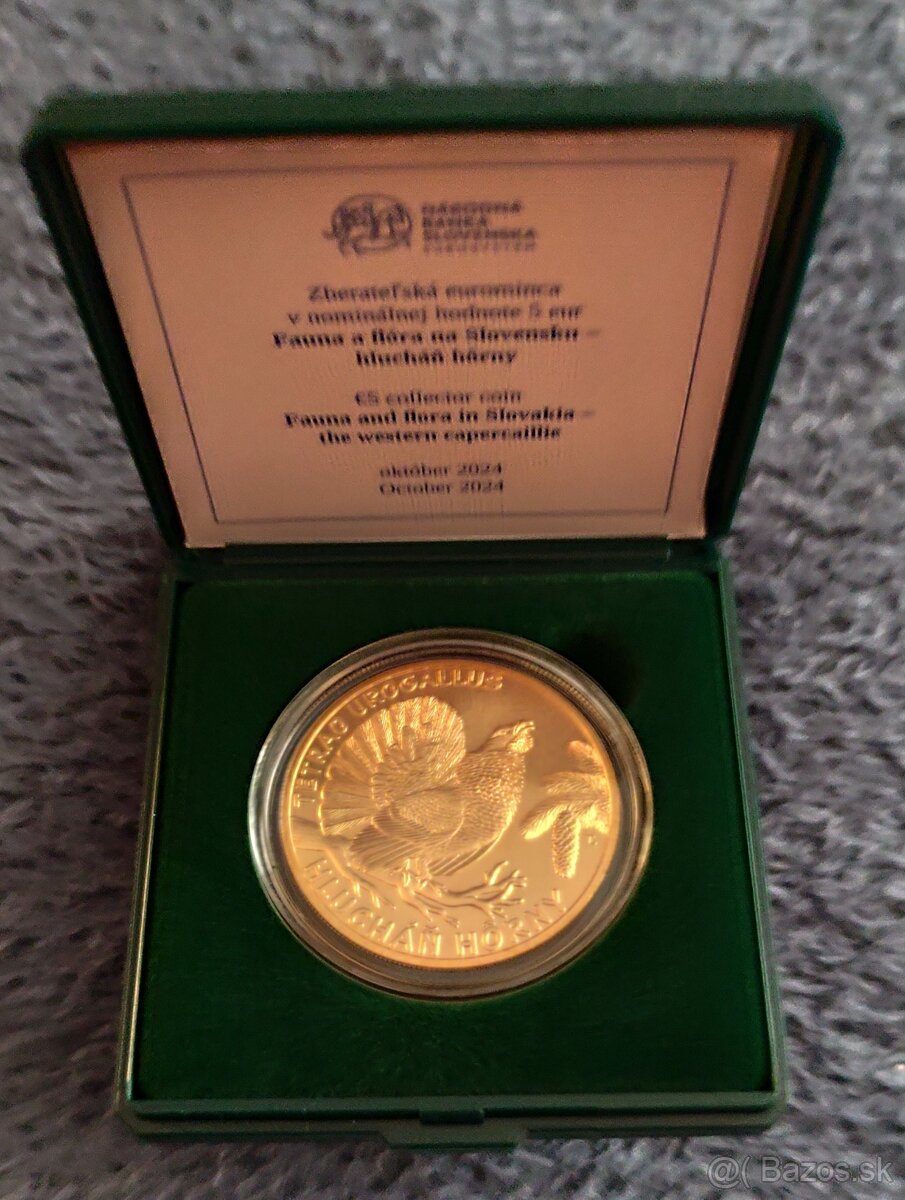 NÁRODNÁ
BANKA
SLOVENSKA
EUROSYSTÉM
Zberateľská eurominca
v nominálnej hodnote 5 eur
Fauna a flóra na Slovensku –
hlucháň hôrny
€5 collector coin
Fauna and flora in Slovakia –
the western capercaillie
október 2024
October 2024
TETRAO UROGALLUS
HLUCHÁŇ HÔRNY
@( Bazos.sk